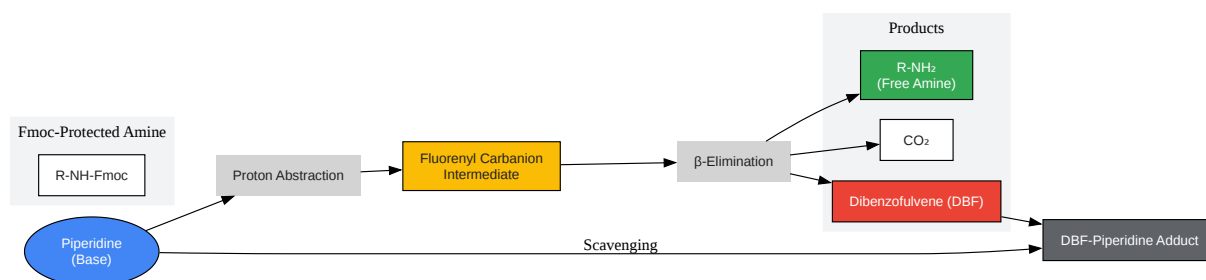 Fmoc-Protected Amine
R-NH-Fmoc
Piperidine
(Base)
Proton Abstraction
Fluorenyl Carbanion
Intermediate
β-Elimination
Products
R-NH₂
(Free Amine)
CO₂
Dibenzofulvene (DBF)
Scavenging
DBF-Piperidine Adduct